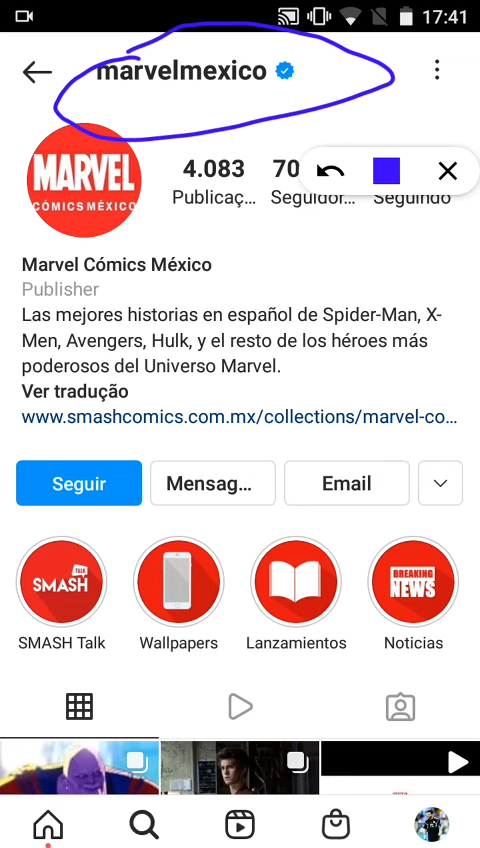 17:41
marvelmexico
MARVEL
CÓMICS MÉXICO
4.083
Publicaç...
70
Seguidor...
Seguindo
Marvel Cómics México
Publisher
Las mejores historias en español de Spider-Man, X-
Men, Avengers, Hulk, y el resto de los héroes más
poderosos del Universo Marvel.
Ver tradução
www.smashcomics.com.mx/collections/marvel-co...
Seguir
Mensag...
Email
SMASH
TALK
BREAKING
NEWS
SMASH Talk
Wallpapers
Lanzamientos
Noticias